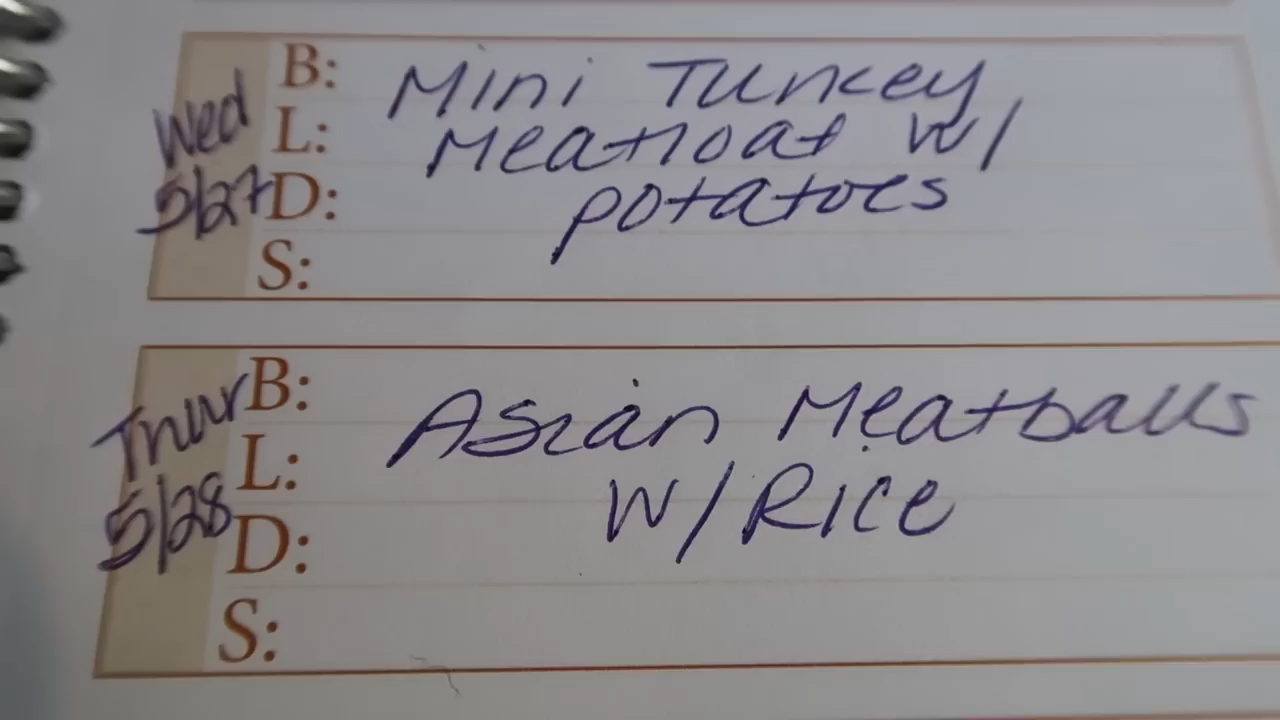 Wed
5/27
B: Mini Turkey
L: Meatloaf w/
D: potatoes
S:
Thur
5/28
B:
Asian Meatballs
L:
w/ Rice
D:
S: